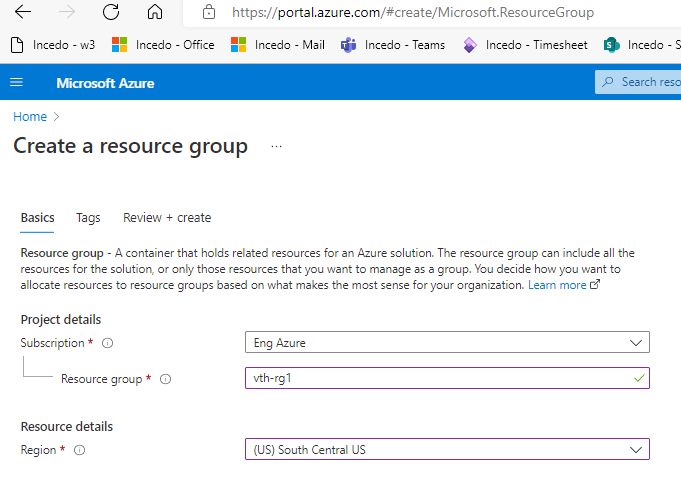 https://portal.azure.com/#create/Microsoft.ResourceGroup
Incedo - w3 Incedo - Office Incedo - Mail Incedo - Teams Incedo - Timesheet Incedo - S
Microsoft Azure Search reso
Home
Create a resource group ...
Basics Tags Review + create
Resource group - A container that holds related resources for an Azure solution. The resource group can include all the
resources for the solution, or only those resources that you want to manage as a group. You decide how you want to
allocate resources to resource groups based on what makes the most sense for your organization. Learn more
Project details
Subscription * Eng Azure
Resource group * vth-rg1
Resource details
Region * (US) South Central US